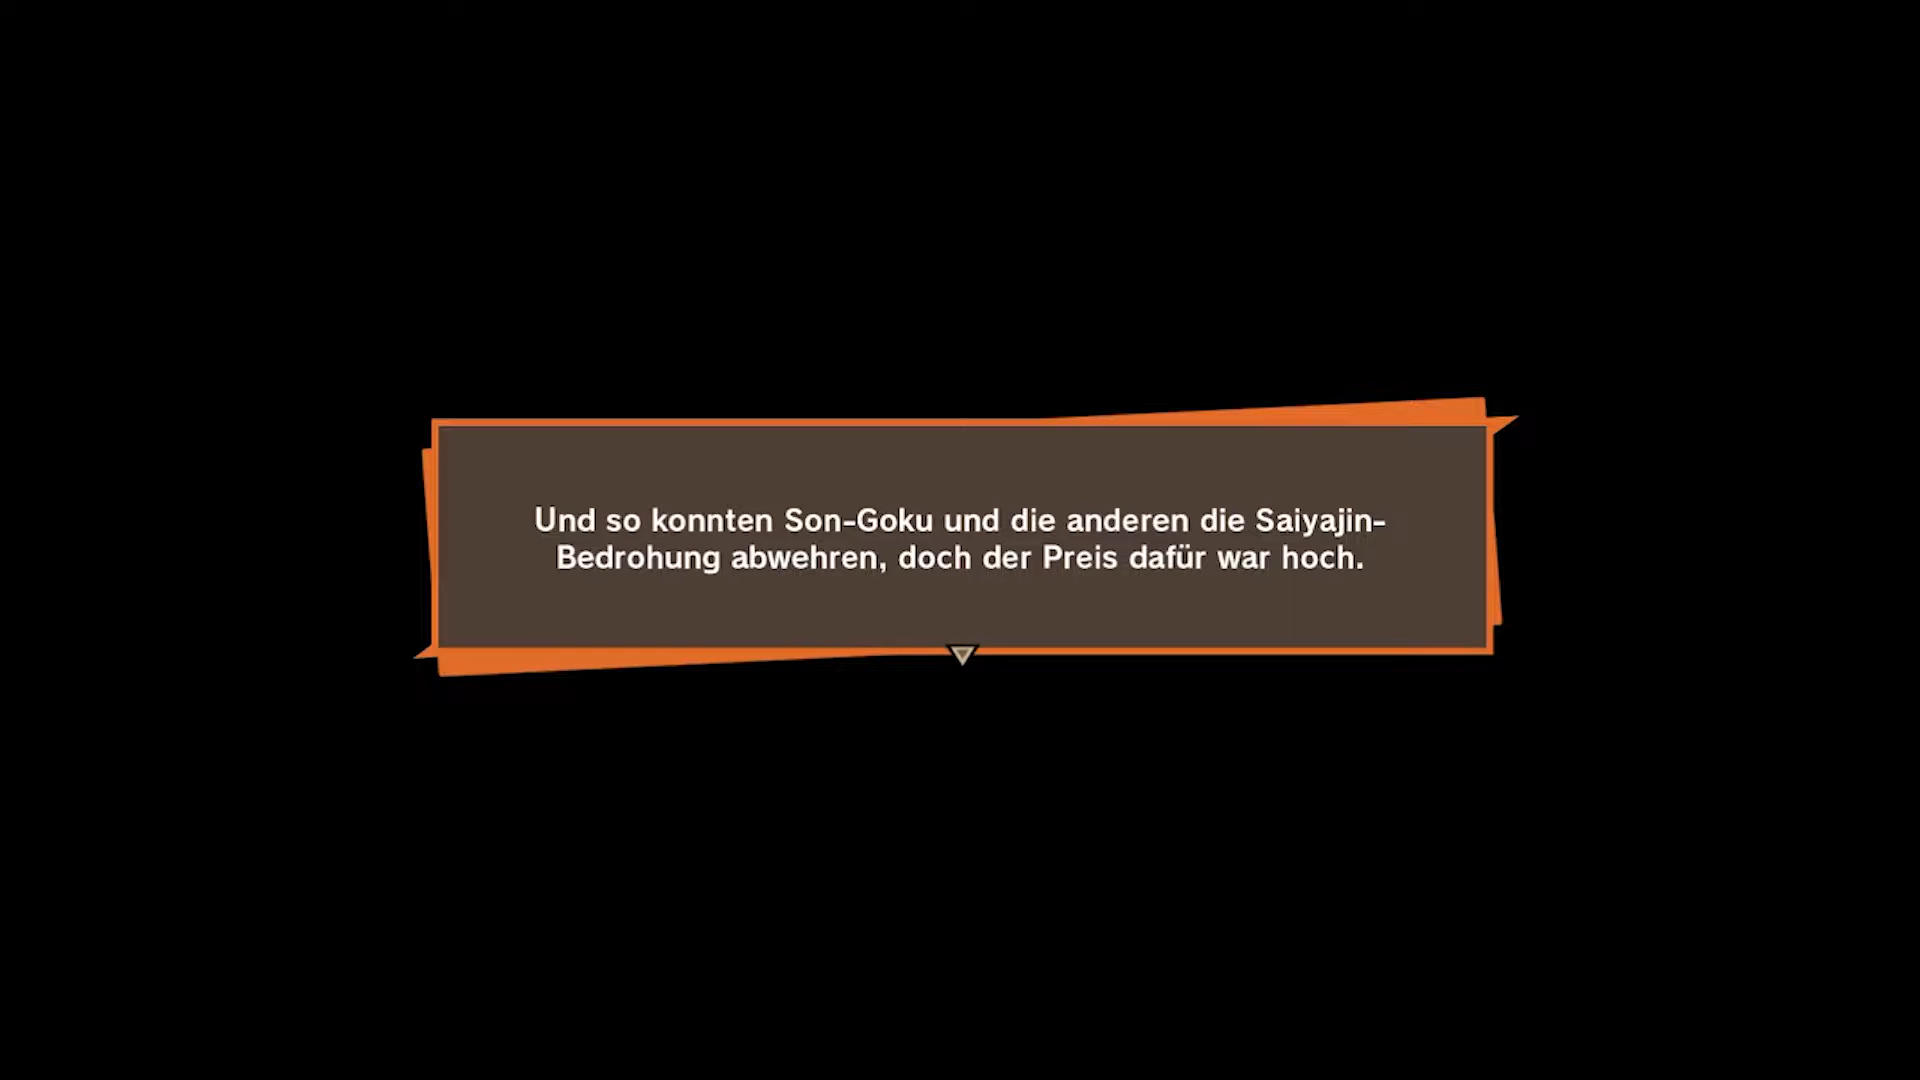 Und so konnten Son-Goku und die anderen die Saiyajin-
Bedrohung abwehren, doch der Preis dafür war hoch.